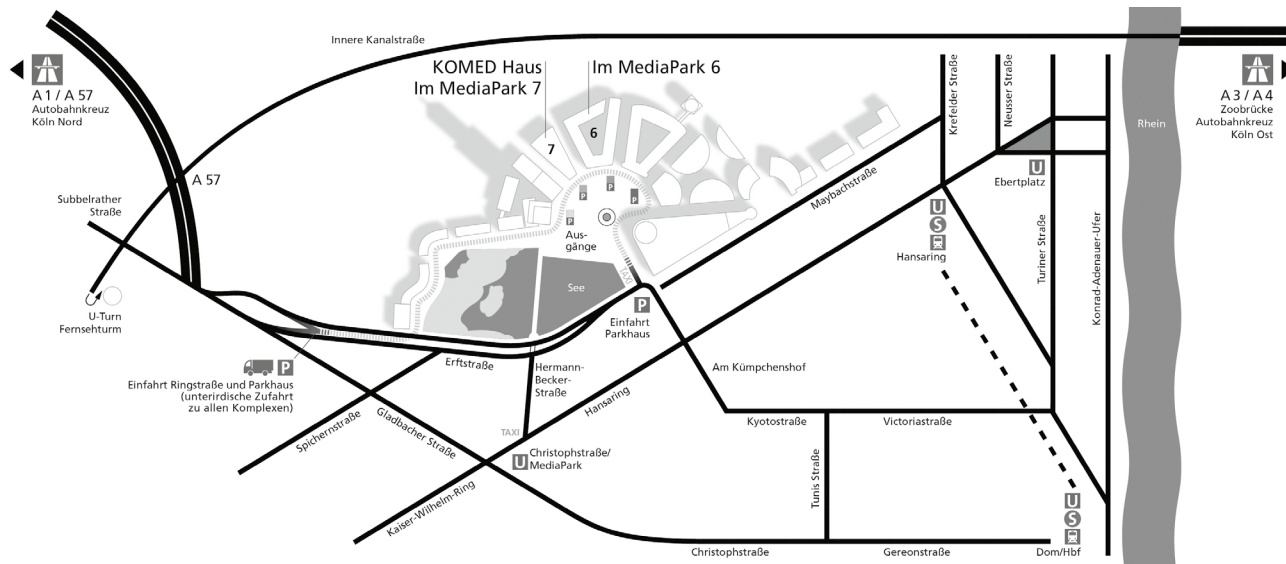 Innere Kanalstraße
A 1 / A 57
Autobahnkreuz
Köln Nord
KOMED Haus
Im MediaPark 7
Im MediaPark 6
6
7
Krefelder Straße
Neusser Straße
Rhein
A 3 / A 4
Zoobrücke
Autobahnkreuz
Köln Ost
A 57
Subbelrather
Straße
Maybachstraße
U
Ebertplatz
P
P
P
P
Aus-
gänge
U
S
Hansaring
Turiner Straße
Konrad-Adenauer-Ufer
TAXI
See
P
Einfahrt
Parkhaus
U-Turn
Fernsehturm
P
Einfahrt Ringstraße und Parkhaus
(unterirdische Zufahrt
zu allen Komplexen)
Erftstraße
Hermann-
Becker-
Straße
Hansaring
Am Kümpchenshof
Spichernstraße
Gladbacher Straße
TAXI
U
Christophstraße/
MediaPark
Kaiser-Wilhelm-Ring
Kyotostraße
Victoriastraße
Tunis Straße
U
S
Christophstraße
Gereonstraße
Dom/Hbf